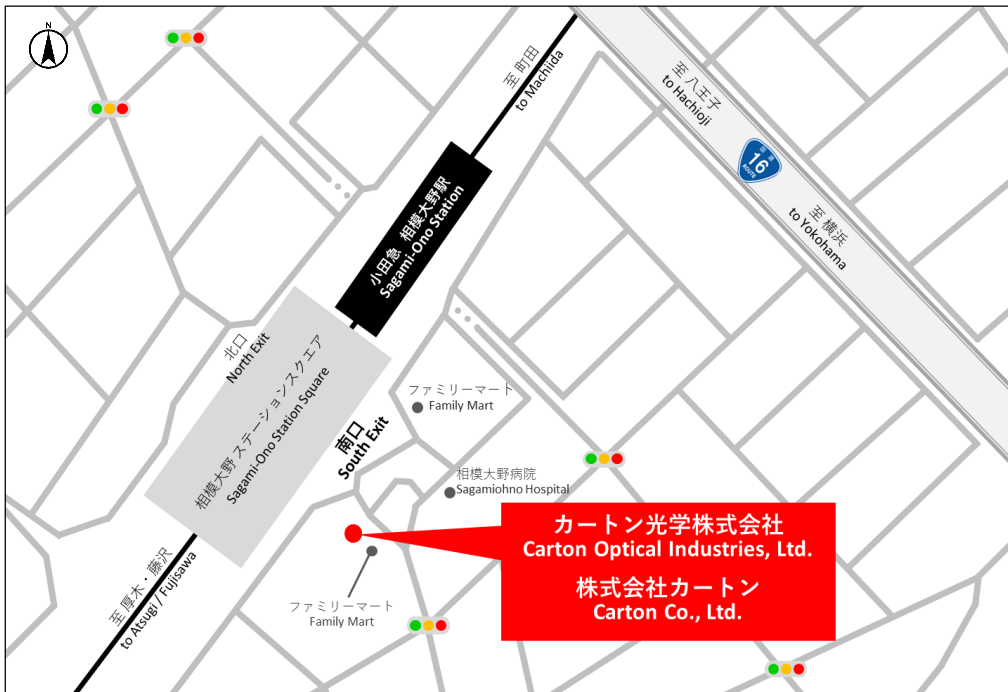 N
至 町田
to Machiida
至 八王子
to Hachioji
国道
16
ROUTE
至 横浜
to Yokohama
小田急 相模大野駅
Sagami-Ono Station
北口
North Exit
相模大野 ステーションスクエア
Sagami-Ono Station Square
南口
South Exit
ファミリーマート
Family Mart
相模大野病院
Sagamiohno Hospital
カートン光学株式会社
Carton Optical Industries, Ltd.
株式会社カートン
Carton Co., Ltd.
至 厚木・藤沢
to Atsugi / Fujisawa
ファミリーマート
Family Mart